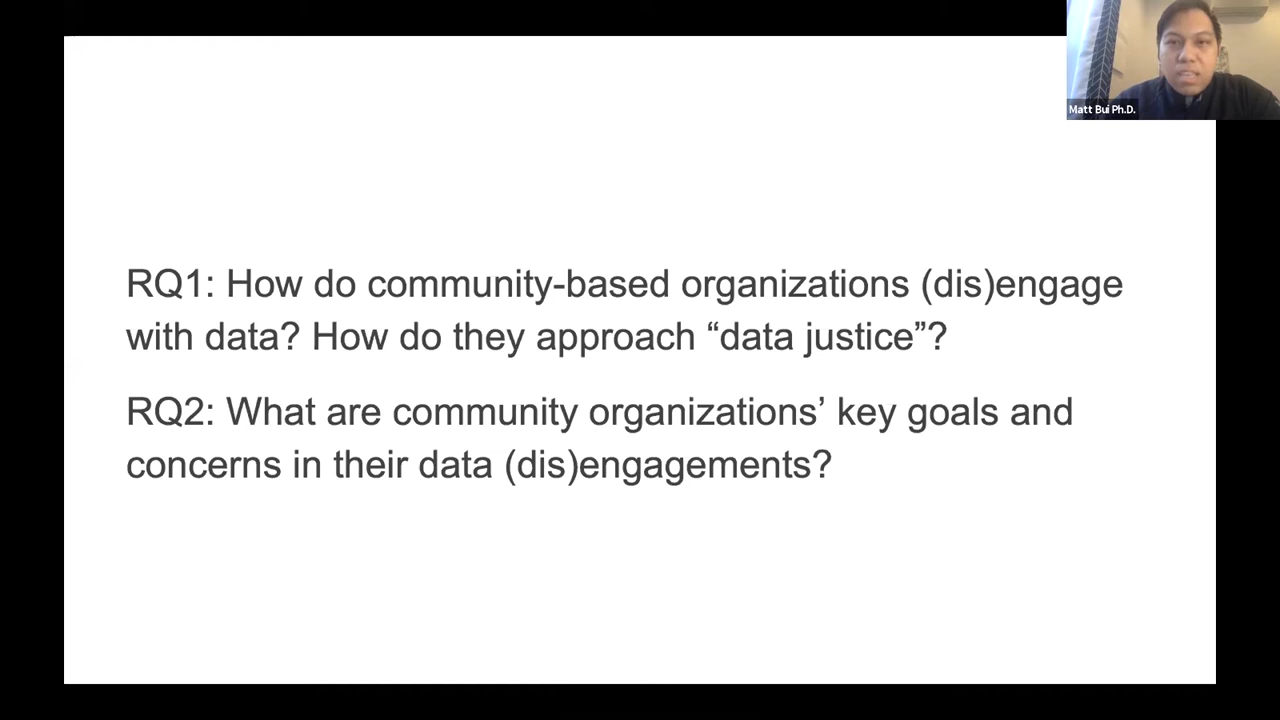 Matt Bui Ph.D.
RQ1: How do community-based organizations (dis)engage
with data? How do they approach “data justice”?
RQ2: What are community organizations’ key goals and
concerns in their data (dis)engagements?